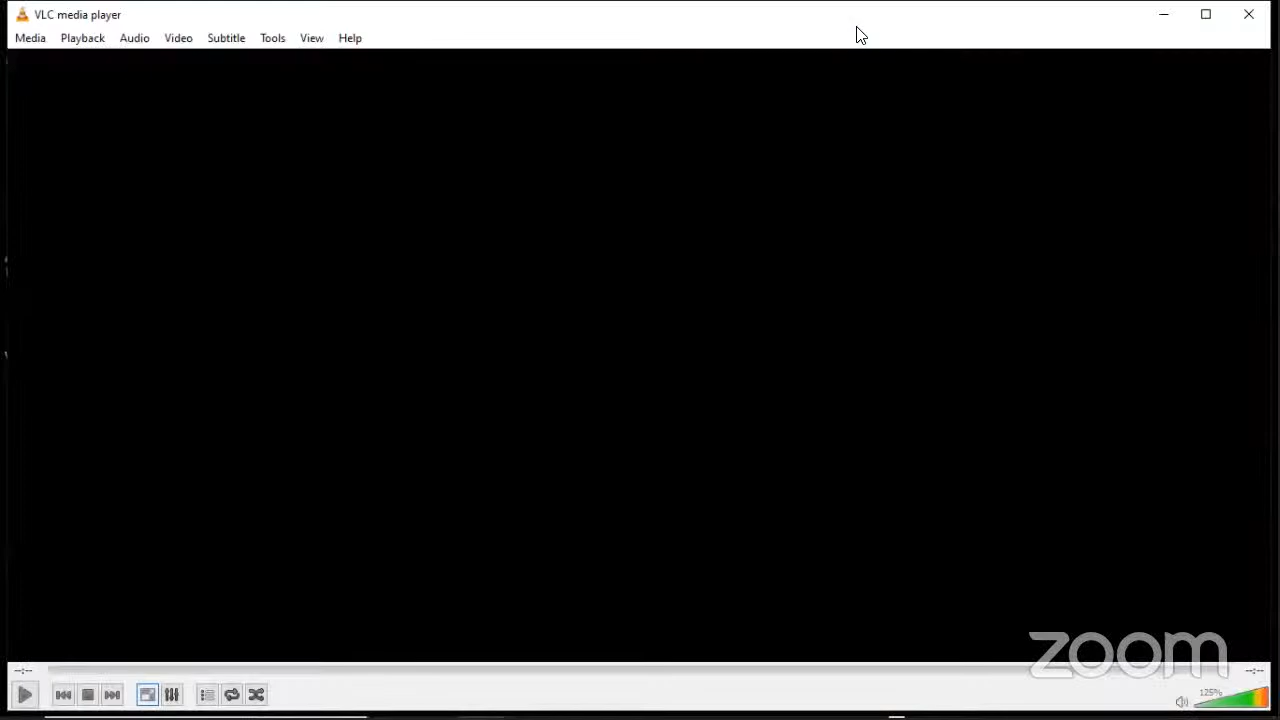 VLC media player
Media Playback Audio Video Subtitle Tools View Help
zoom
--:-- --:--
125%